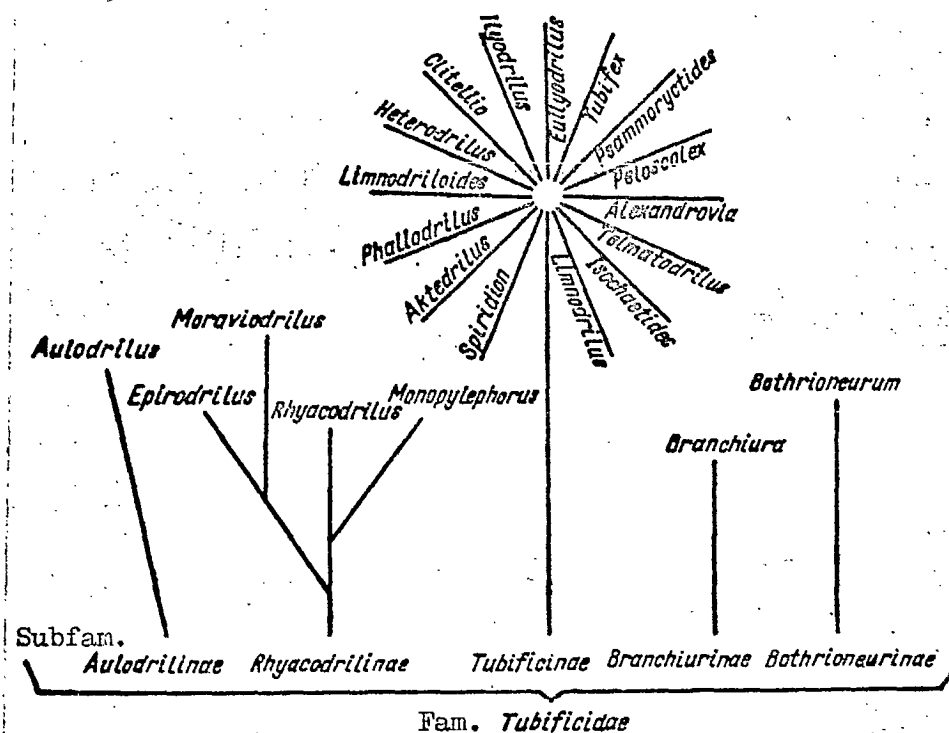 Ilyodrilus
Eulyodrilus
Tubifex
Clitellio
Psammoryctides
Heterodrilus
Peloscolex
Limnodriloides
Alexandrovia
Phallodrilus
Telmatodrilus
Aktedrilus
Isochaetides
Spiridion
Limnodrilus
Moraviodrilus
Aulodrilus
Epirodrilus
Rhyacodrilus
Monopylephorus
Bothrioneurum
Branchiura
Subfam.
Aulodrilinae Rhyacodrilinae Tubificinae Branchiurinae Bothrioneurinae
Fam. Tubificidae